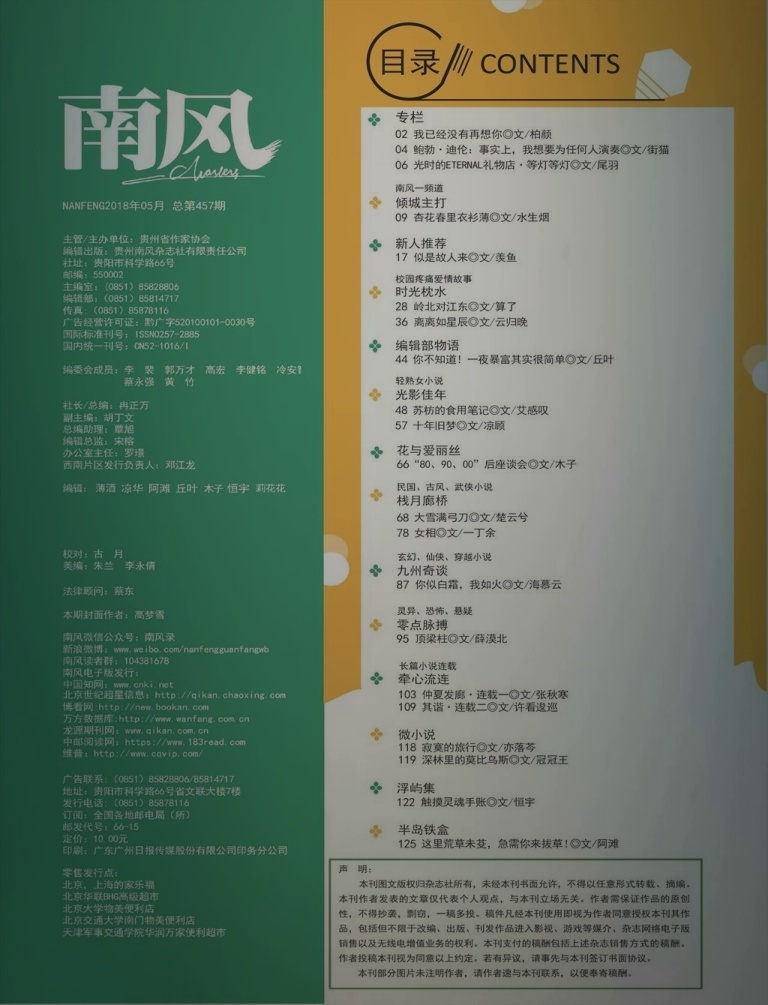 南风
NANFENG2018年05月 总第457期
主管/主办单位：贵州省作家协会
编辑出版：贵州南风杂志社有限责任公司
社址：贵阳市科学路66号
邮编：550002
主编室：(0851) 85828806
编辑部：(0851) 85814717
传真：(0851) 85878116
广告经营许可证：黔广字520100101-0030号
国际标准刊号：ISSN0257-2885
国内统一刊号：CN52-1016/I
编委会成员：李 裴 郭万才 高宏 李健铭 冷安
蔡永强 黄 竹
社长/总编：冉正万
副主编：胡丁文
总编助理：覃旭
编辑总监：宋榕
办公室主任：罗璟
西南片区发行负责人：邓江龙
编辑：薄酒 凉华 阿滩 丘叶 木子 恒宇 莉花花
校对：古 月
美编：朱兰 李永倩
法律顾问：蔡东
本期封面作者：高梦雪
南风微信公众号：南风录
新浪微博：www.weibo.com/nanfengguanfangwb
南风读者群：104381678
南风电子版发行：
中国知网：www.cnki.net
北京世纪超星信息：http://qikan.chaoxing.com
博看网:http://new.bookan.com
万方数据库:http://www.wanfang.com.cn
龙源期刊网：www.qikan.com.cn
中邮阅读网：https://www.183read.com
维普：http://www.cqvip.com/
广告联系：(0851) 85828806/85814717
地址：贵阳市科学路66号省文联大楼7楼
发行电话：(0851) 85878116
订阅：全国各地邮电局（所）
邮发代号：66-15
定价：10.00元
印刷：广东广州日报传媒股份有限公司印务分公司
零售发行点：
北京、上海的家乐福
北京华联BHG高级超市
北京大学物美便利店
北京交通大学南门物美便利店
天津军事交通学院华润万家便利超市
目录 CONTENTS
专栏
02 我已经没有再想你◎文/柏颜
04 鲍勃·迪伦：事实上，我想要为任何人演奏◎文/街猫
06 光时的ETERNAL礼物店·等灯等灯◎文/尾羽
南风一频道
倾城主打
09 杏花春里衣衫薄◎文/水生烟
新人推荐
17 似是故人来◎文/羡鱼
校园疼痛爱情故事
时光枕水
28 岭北对江东◎文/算了
36 离离如星辰◎文/云归晚
编辑部物语
44 你不知道！一夜暴富其实很简单◎文/丘叶
轻熟女小说
光影佳年
48 苏枋的食用笔记◎文/艾感叹
57 十年旧梦◎文/凉顾
花与爱丽丝
66 “80、90、00”后座谈会◎文/木子
民国、古风、武侠小说
栈月廊桥
68 大雪满弓刀◎文/楚云兮
78 女相◎文/一丁余
玄幻、仙侠、穿越小说
九州奇谈
87 你似白霜，我如火◎文/海慕云
灵异、恐怖、悬疑
零点脉搏
95 顶梁柱◎文/薛漠北
长篇小说连载
牵心流连
103 仲夏发廊·连载一◎文/张秋寒
109 其谐·连载二◎文/许看逡巡
微小说
118 寂寞的旅行◎文/亦落芩
119 深林里的莫比乌斯◎文/冠冠王
浮屿集
122 触摸灵魂手账◎文/恒宇
半岛铁盒
125 这里荒草未茎，急需你来拔草！◎文/阿滩
声 明：
本刊图文版权归杂志社所有，未经本刊书面允许，不得以任意形式转载、摘编。
本刊作者发表的文章仅代表个人观点，与本刊立场无关。作者需保证作品的原创
性，不得抄袭，剽窃，一稿多投。稿件凡经本刊使用即视为作者同意授权本刊其作
品，包括但不限于改编、出版、刊发作品进入影视、游戏等媒介、杂志网络电子版
销售以及无线电增值业务的权利。本刊支付的稿酬包括上述杂志销售方式的稿酬。
作者投稿本刊视为同意以上约定。若有异议，请事先与本刊签订书面协议。
本刊部分图片未注明作者，请作者速与本刊联系，以便奉寄稿酬。